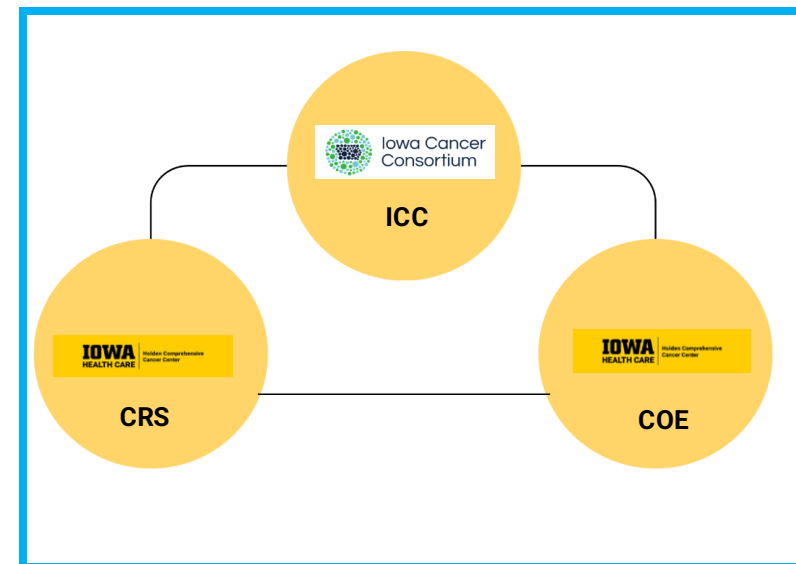 Iowa Cancer
Consortium
ICC
IOWA
HEALTH CARE
Holden Comprehensive
Cancer Center
CRS
IOWA
HEALTH CARE
Holden Comprehensive
Cancer Center
COE